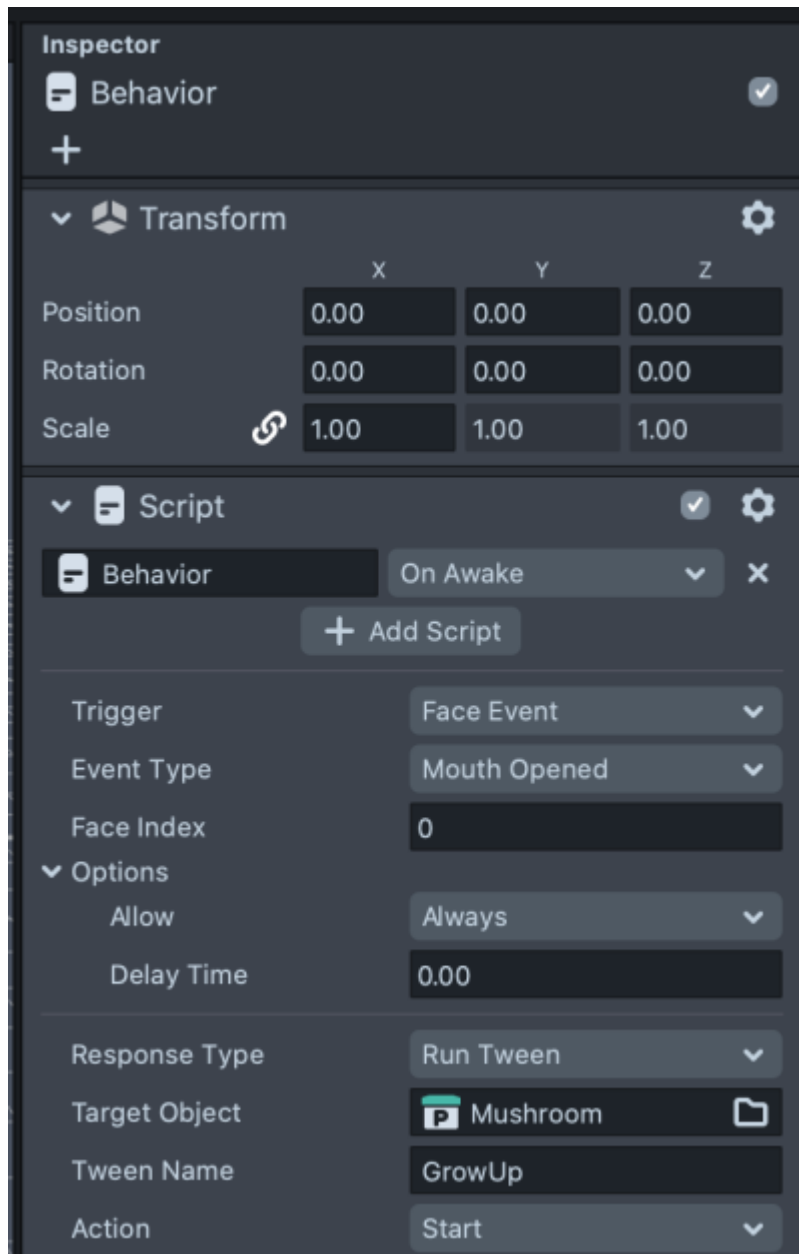 Inspector
Behavior
Transform
X Y Z
Position 0.00 0.00 0.00
Rotation 0.00 0.00 0.00
Scale 1.00 1.00 1.00
Script
Behavior On Awake
+ Add Script
Trigger Face Event
Event Type Mouth Opened
Face Index 0
Options
Allow Always
Delay Time 0.00
Response Type Run Tween
Target Object P Mushroom
Tween Name GrowUp
Action Start